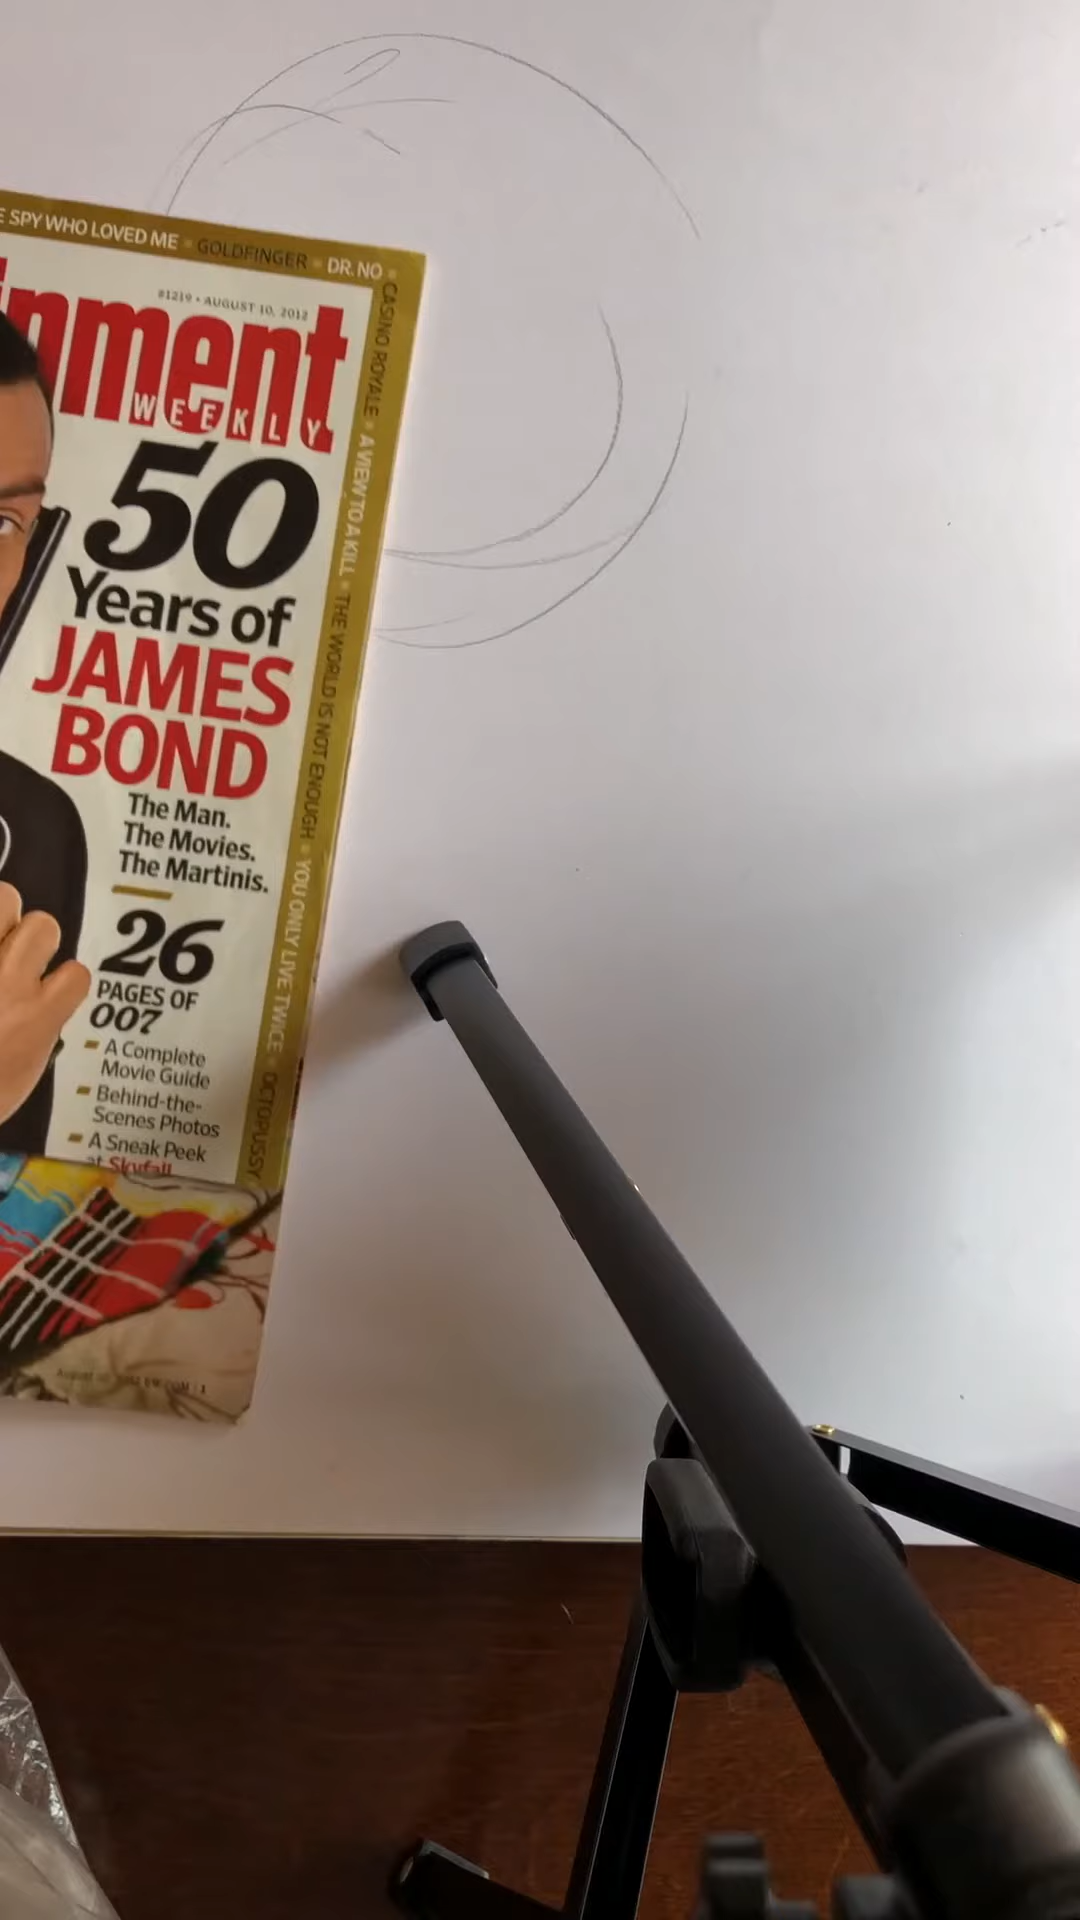 E SPY WHO LOVED ME ▪ GOLDFINGER ▪ DR. NO ▪
CASINO ROYALE ▪ A VIEW TO A KILL ▪ THE WORLD IS NOT ENOUGH ▪ YOU ONLY LIVE TWICE ▪ OCTOPUSSY
#1219 • AUGUST 10, 2012
inment
WEEKLY
50
Years of
JAMES
BOND
The Man.
The Movies.
The Martinis.
26
PAGES OF
007
A Complete
Movie Guide
Behind-the-
Scenes Photos
A Sneak Peek
at Skyfall